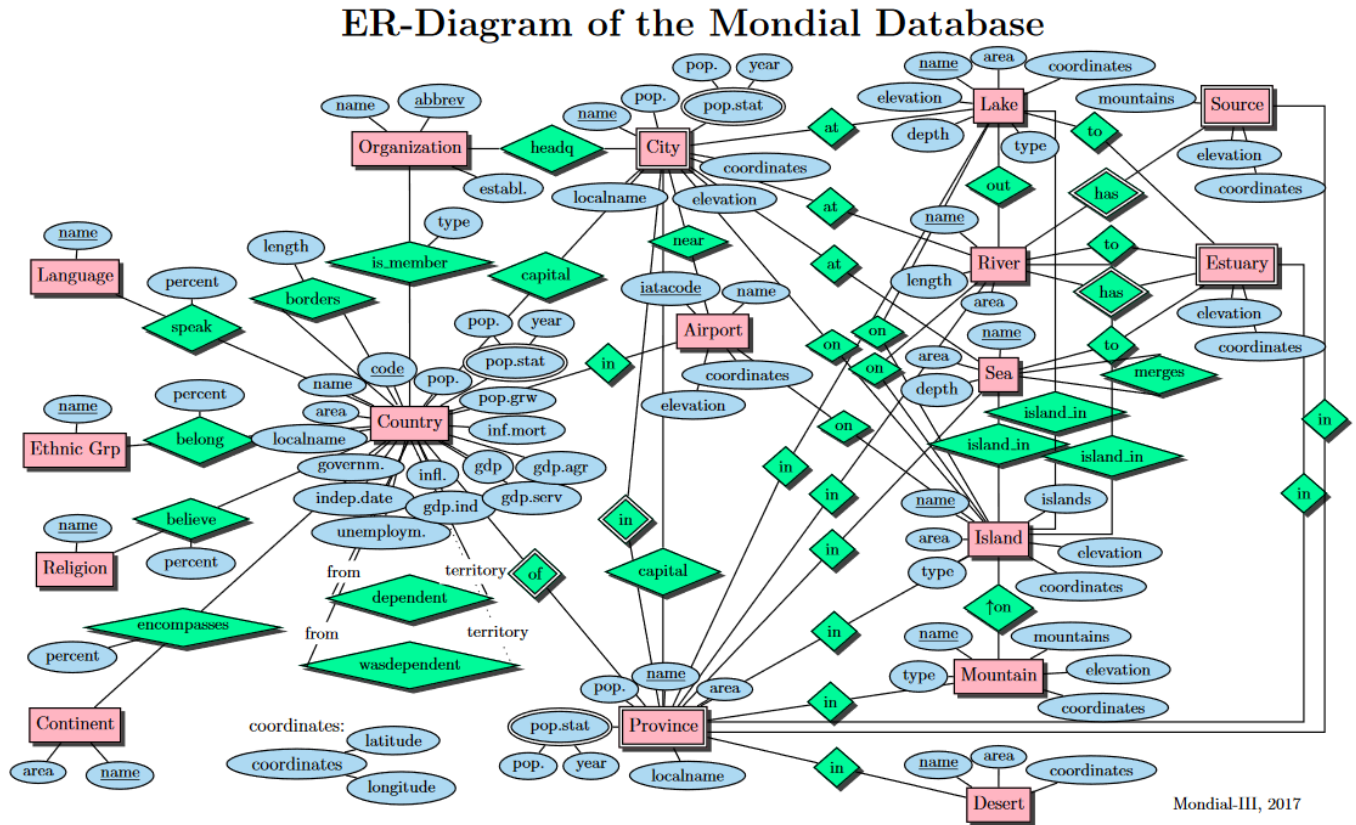 ER-Diagram of the Mondial Database
pop.
year
name
area
coordinates
name
abbrev
name
pop.
pop.stat
elevation
Lake
mountains
Source
Organization
headq
City
at
depth
type
to
elevation
coordinates
establ.
coordinates
localname
elevation
at
out
has
type
name
name
length
is_member
near
Language
borders
capital
at
River
to
Estuary
percent
iatacode
name
length
area
has
elevation
coordinates
speak
pop.
year
Airport
on
on
name
pop.stat
in
area
Sea
to
merges
code
name
pop.
coordinates
on
depth
percent
name
area
Country
pop.grw
elevation
island_in
in
Ethnic Grp
belong
localname
inf.mort
on
island_in
island_in
governm.
infl.
gdp
gdp.agr
in
indep.date
gdp.ind
gdp.serv
in
in
name
believe
unemploym.
in
name
islands
Religion
percent
area
Island
elevation
from
territory
of
capital
in
type
coordinates
dependent
↑on
encompasses
from
territory
in
name
mountains
percent
wasdependent
name
type
Mountain
elevation
pop.
area
in
coordinates
Continent
coordinates:
latitude
pop.stat
Province
area
name
coordinates
longitude
pop.
year
localname
in
name
area
coordinates
Desert
Mondial-III, 2017